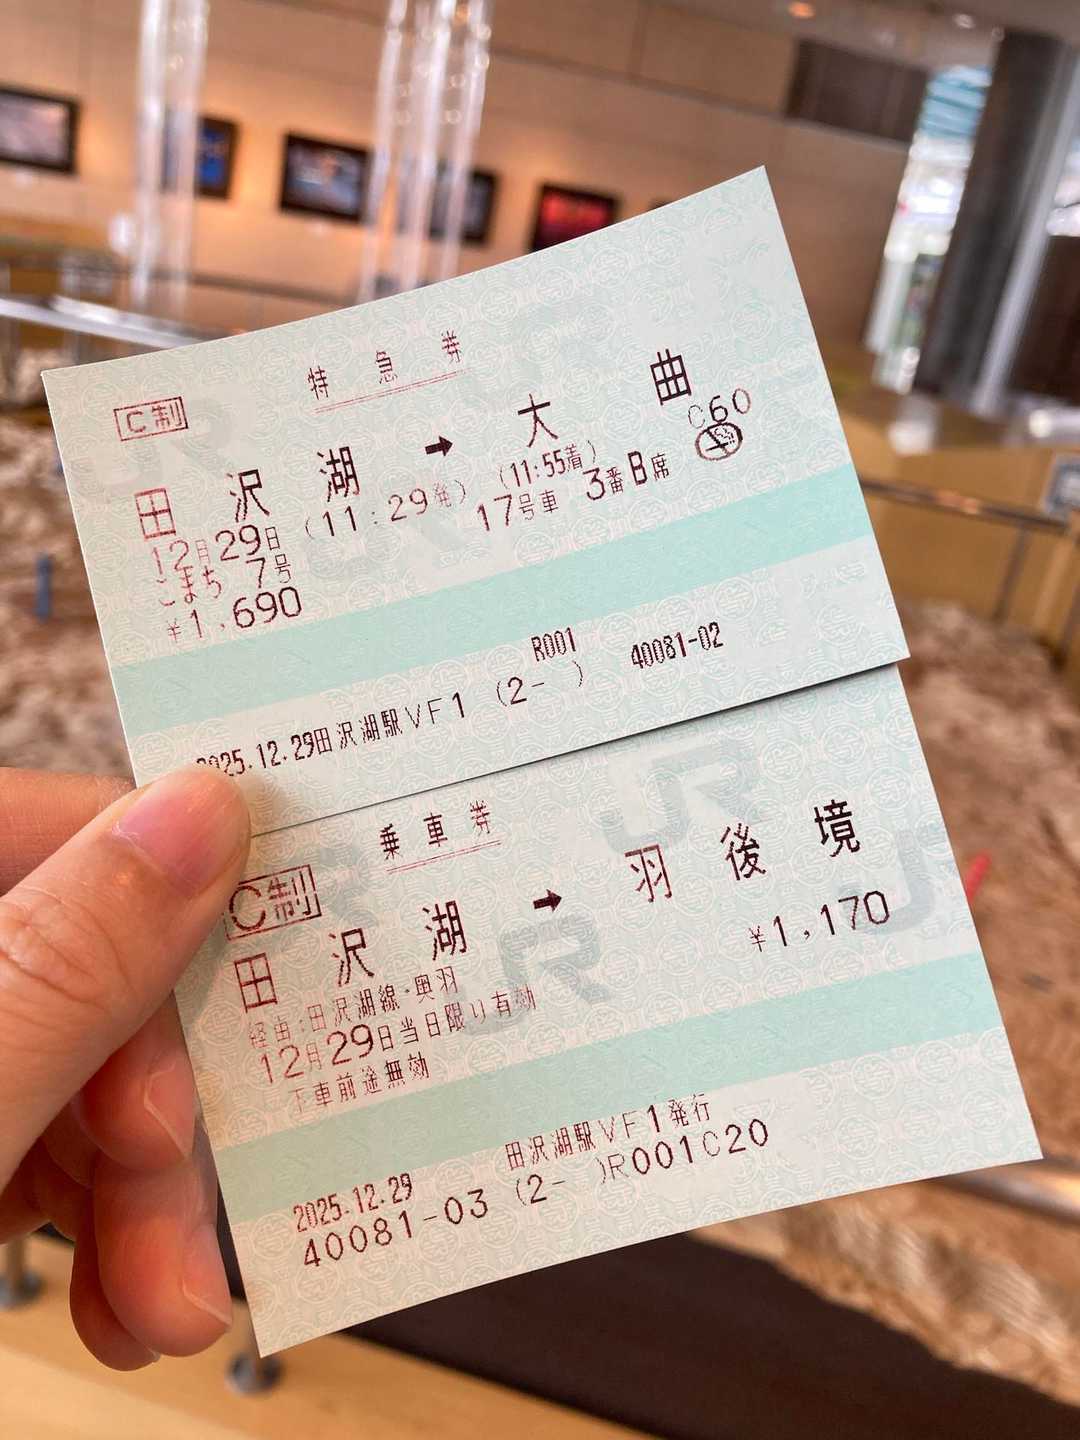 特急券
C制
田沢湖 → 大曲
12月29日 (11:29発) (11:55着) C60
こまち 7号 17号車 3番B席
¥1,690
R001
2025.12.29田沢湖駅VF1 (2- ) 40081-02
乗車券
C制
田沢湖 → 羽後境
経由:田沢湖線・奥羽
12月29日当日限り有効 ¥1,170
下車前途無効
2025.12.29 田沢湖駅VF1発行
40081-03 (2- )R001C20